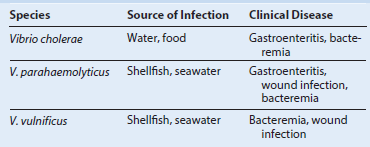 Species Source of Infection Clinical Disease
Vibrio cholerae Water, food Gastroenteritis, bacte-
remia
V. parahaemolyticus Shellfish, seawater Gastroenteritis,
wound infection,
bacteremia
V. vulnificus Shellfish, seawater Bacteremia, wound
infection